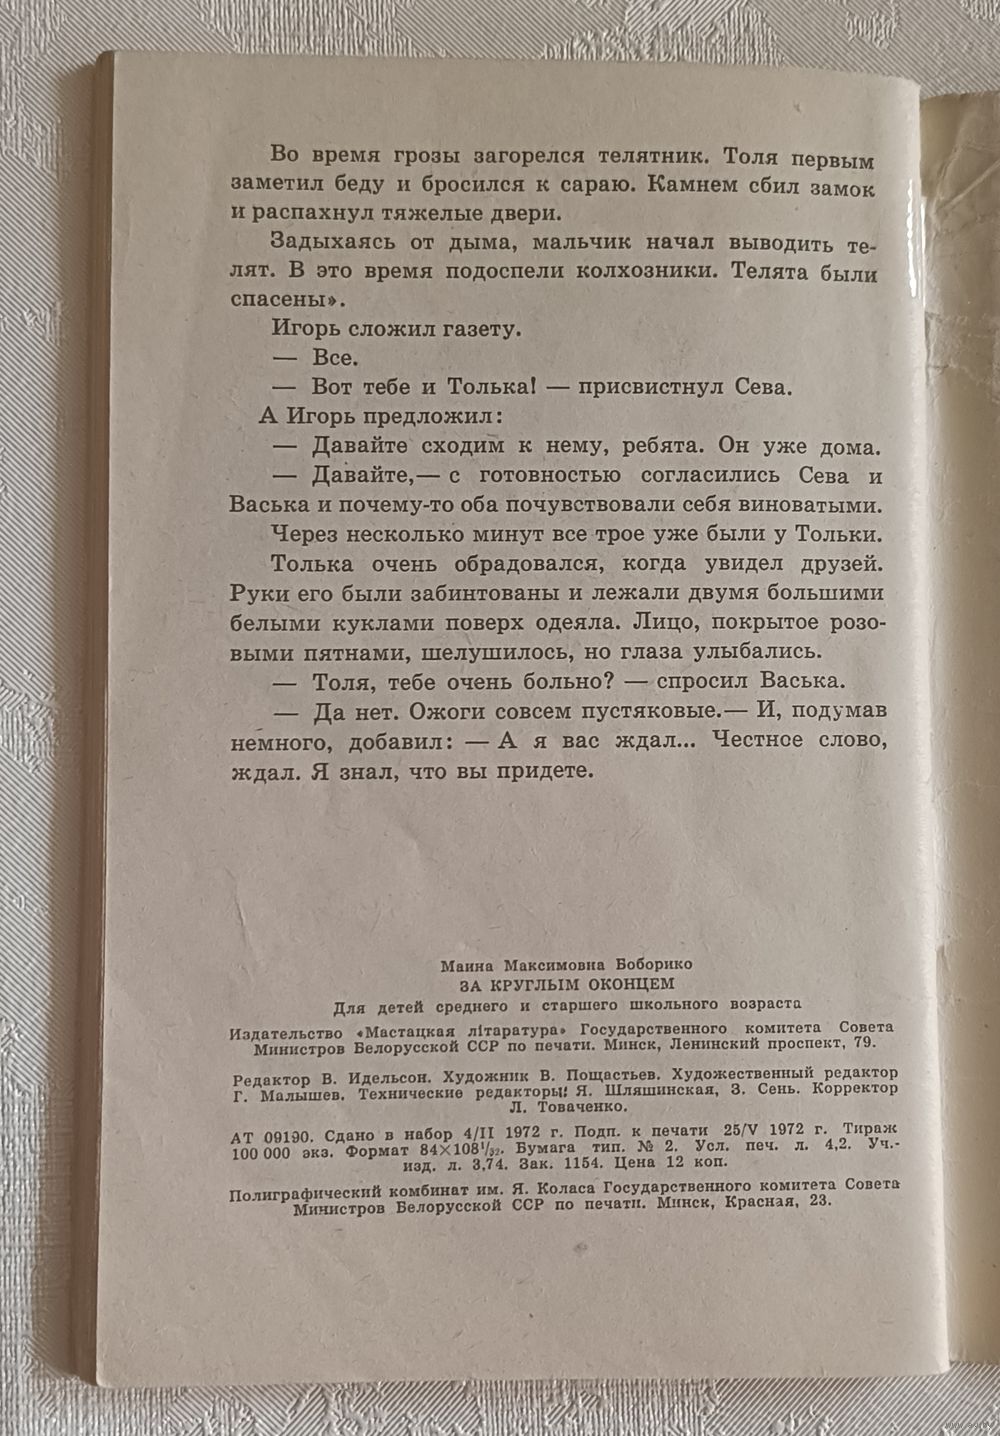 Во время грозы загорелся телятник. Толя первым
заметил беду и бросился к сараю. Камнем сбил замок
и распахнул тяжелые двери.
Задыхаясь от дыма, мальчик начал выводить те-
лят. В это время подоспели колхозники. Телята были
спасены».
Игорь сложил газету.
— Все.
— Вот тебе и Толька! — присвистнул Сева.
А Игорь предложил:
— Давайте сходим к нему, ребята. Он уже дома.
— Давайте,— с готовностью согласились Сева и
Васька и почему-то оба почувствовали себя виноватыми.
Через несколько минут все трое уже были у Тольки.
Толька очень обрадовался, когда увидел друзей.
Руки его были забинтованы и лежали двумя большими
белыми куклами поверх одеяла. Лицо, покрытое розо-
выми пятнами, шелушилось, но глаза улыбались.
— Толя, тебе очень больно? — спросил Васька.
— Да нет. Ожоги совсем пустяковые.— И, подумав
немного, добавил: — А я вас ждал... Честное слово,
ждал. Я знал, что вы придете.
Маина Максимовна Боборико
ЗА КРУГЛЫМ ОКОНЦЕМ
Для детей среднего и старшего школьного возраста
Издательство «Мастацкая літаратура» Государственного комитета Совета
Министров Белорусской ССР по печати. Минск, Ленинский проспект, 79.
Редактор В. Идельсон. Художник В. Пощастьев. Художественный редактор
Г. Малышев. Технические редакторы: Я. Шляшинская, З. Сень. Корректор
Л. Товаченко.
АТ 09190. Сдано в набор 4/II 1972 г. Подп. к печати 25/V 1972 г. Тираж
100 000 экз. Формат 84×108¹/₃₂. Бумага тип. № 2. Усл. печ. л. 4,2. Уч.-
изд. л. 3,74. Зак. 1154. Цена 12 коп.
Полиграфический комбинат им. Я. Коласа Государственного комитета Совета
Министров Белорусской ССР по печати. Минск, Красная, 23.